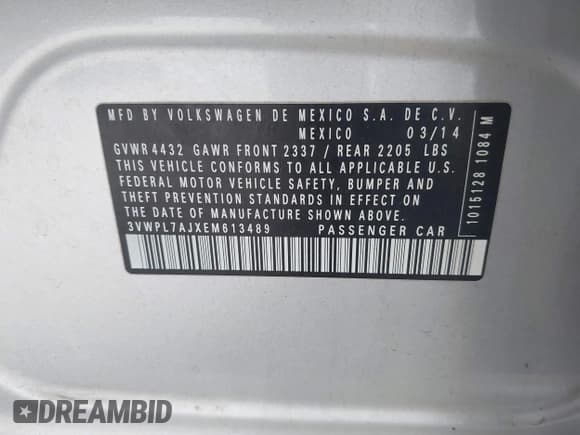 MFD BY VOLKSWAGEN DE MEXICO S.A. DE C.V.
MEXICO 03/14
GVWR 4432 GAWR FRONT 2337 / REAR 2205 LBS
THIS VEHICLE CONFORMS TO ALL APPLICABLE U.S.
FEDERAL MOTOR VEHICLE SAFETY, BUMPER AND
THEFT PREVENTION STANDARDS IN EFFECT ON
THE DATE OF MANUFACTURE SHOWN ABOVE.
3VWPL7AJXEM613489 PASSENGER CAR
1015128 1084 M
DREAMBID